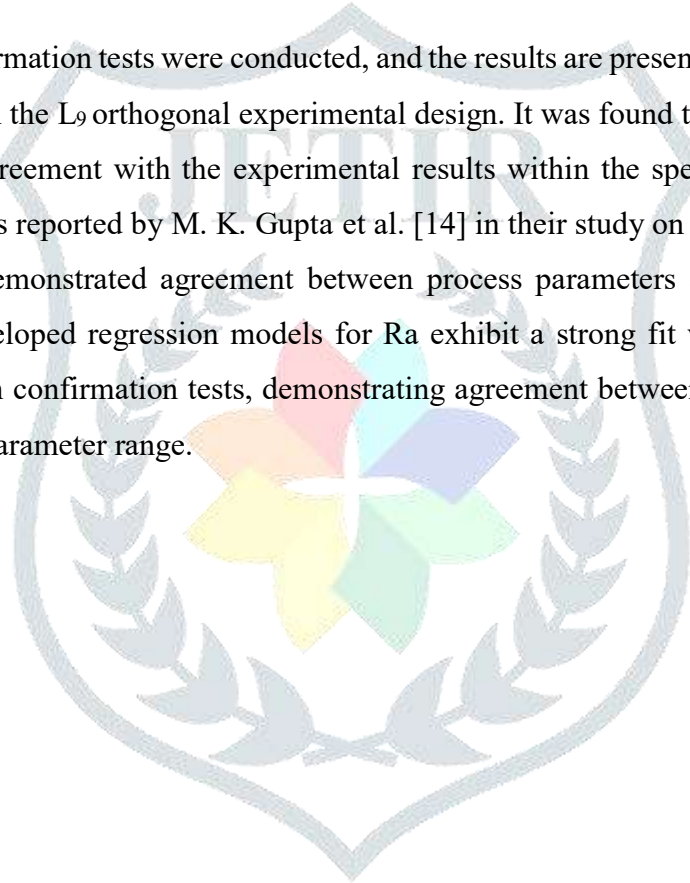 rmation tests were conducted, and the results are presen
the L9 orthogonal experimental design. It was found t
reement with the experimental results within the spe
s reported by M. K. Gupta et al. [14] in their study on
emonstrated agreement between process parameters
eloped regression models for Ra exhibit a strong fit
confirmation tests, demonstrating agreement between
arameter range.
JETIR